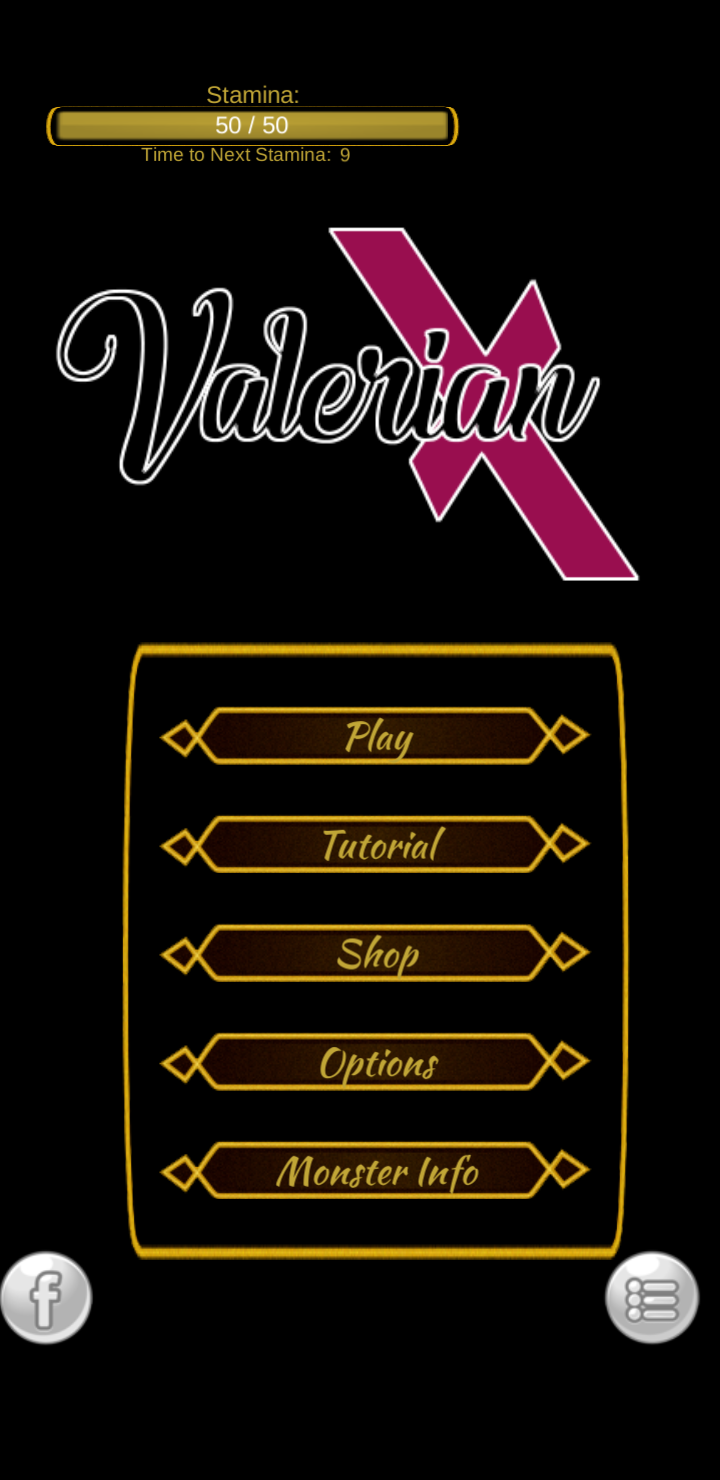 Stamina:
50 / 50
Time to Next Stamina: 9
Valerian X
Play
Tutorial
Shop
Options
Monster Info
f